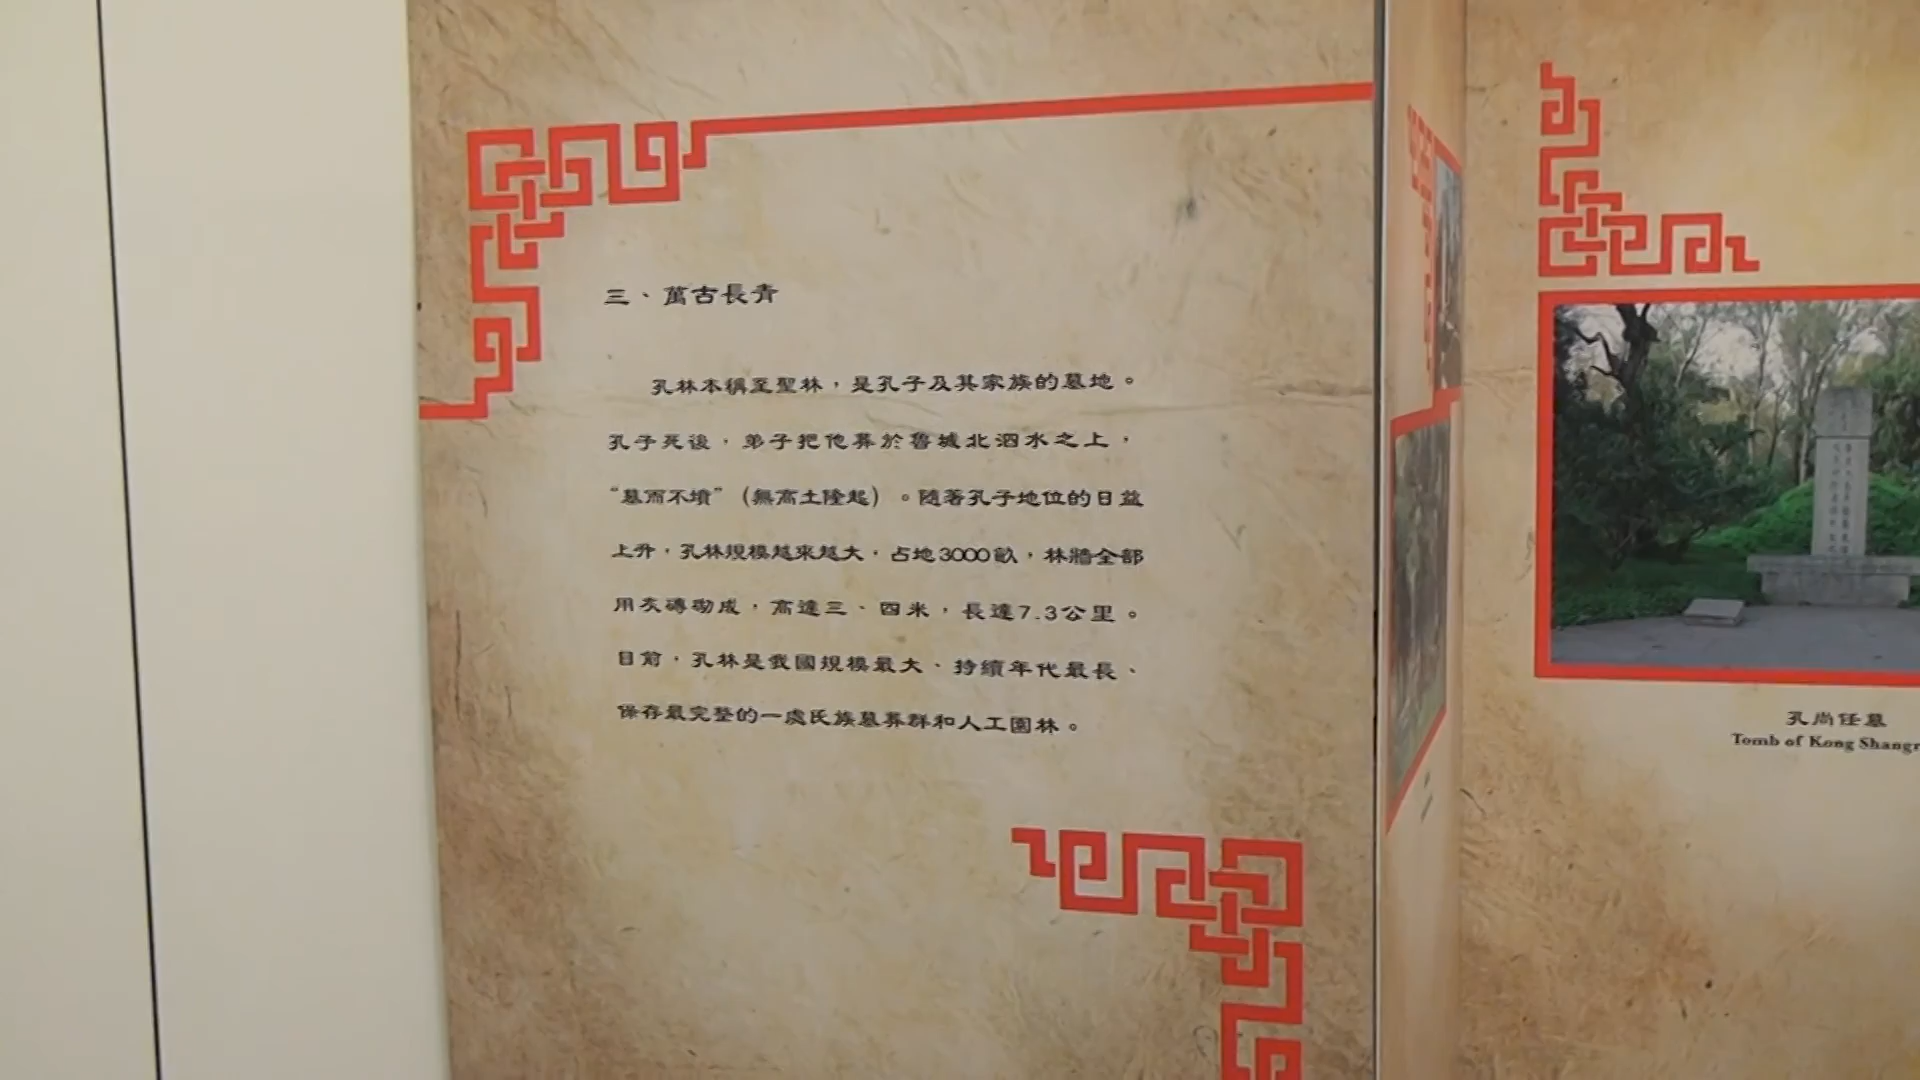 三、萬古長青
孔林本稱至聖林，是孔子及其家族的墓地。
孔子死後，弟子把他葬於魯城北泗水之上，
“墓而不墳”（無高土隆起）。隨著孔子地位的日益
上升，孔林規模越來越大，占地3000畝，林牆全部
用灰磚砌成，高達三、四米，長達7.3公里。
目前，孔林是我國規模最大、持續年代最長、
保存最完整的一處氏族墓葬群和人工園林。
孔尚任墓
Tomb of Kong Shangr